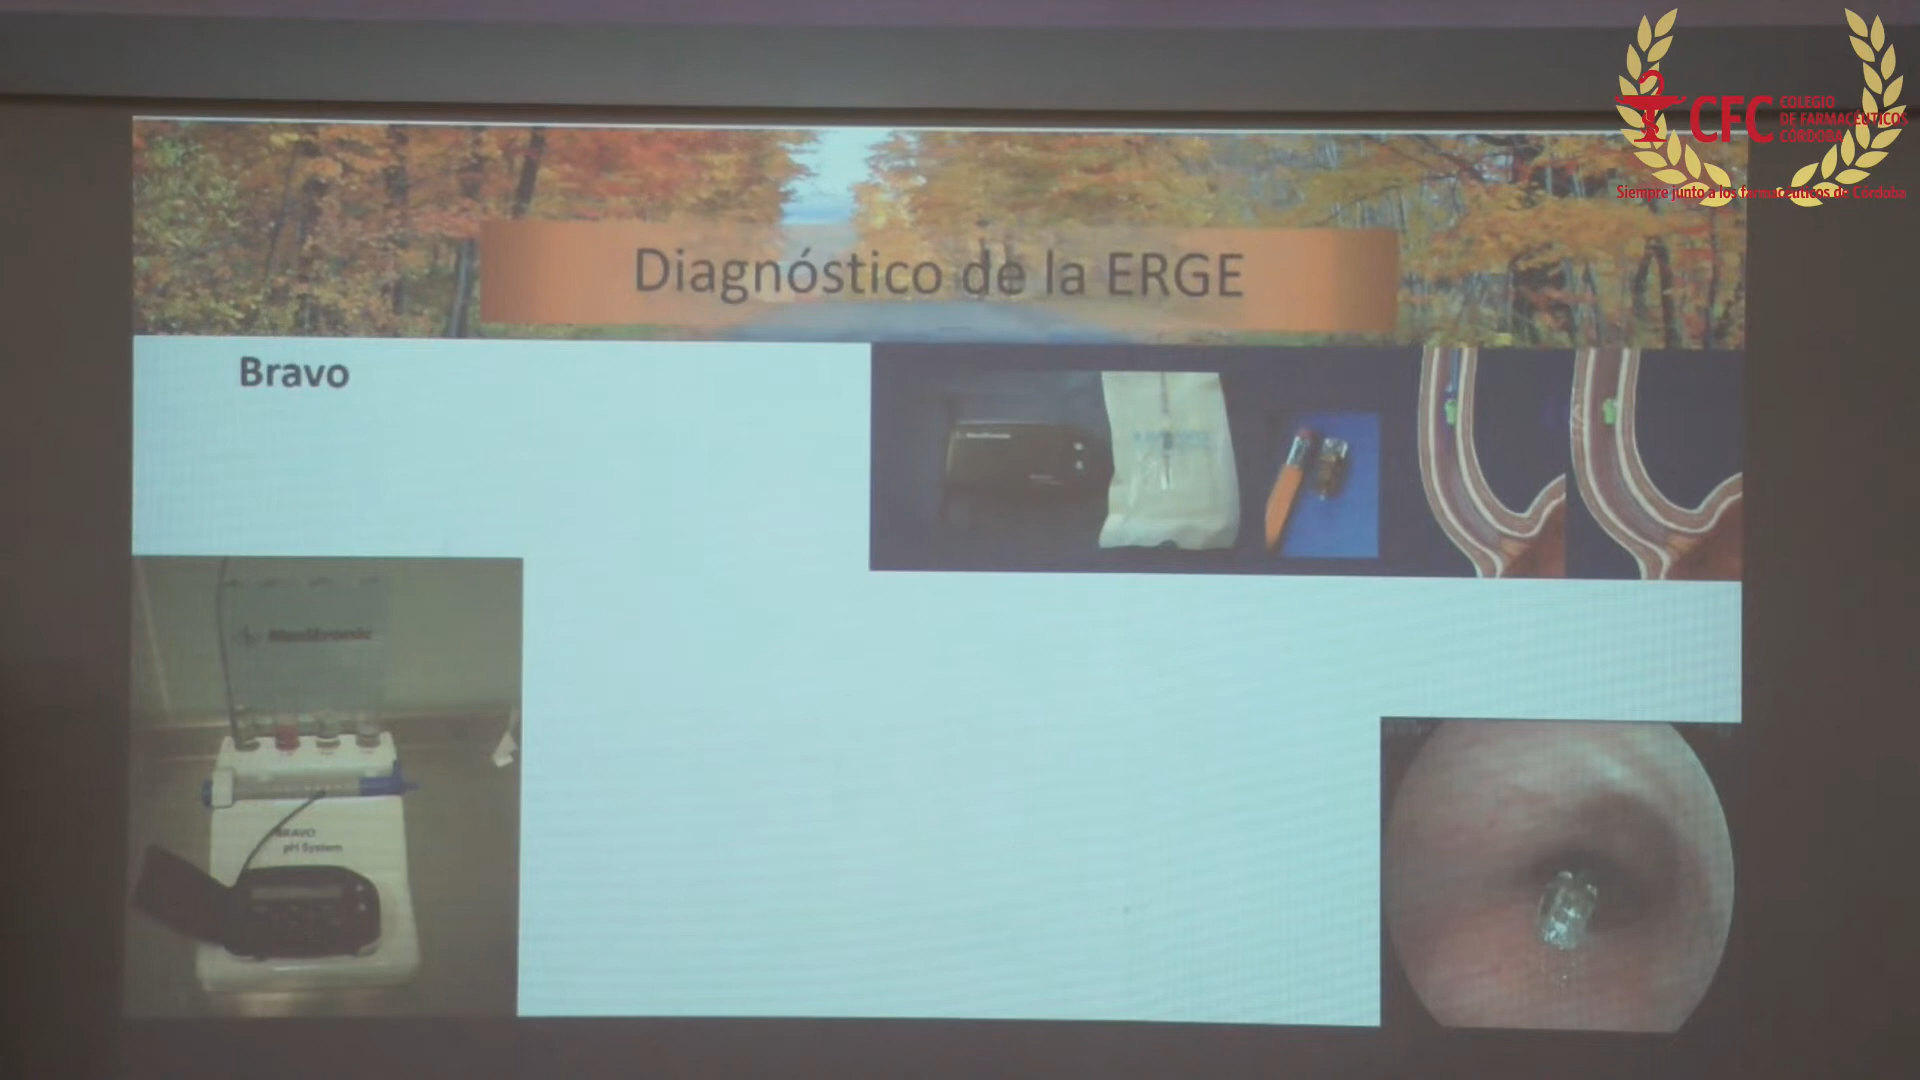 CFC
COLEGIO
DE FARMACÉUTICOS
CÓRDOBA
Siempre junto a los farmacéuticos de Córdoba
Diagnóstico de la ERGE
Bravo
Medtronic
Medtronic
BRAVO
pH System